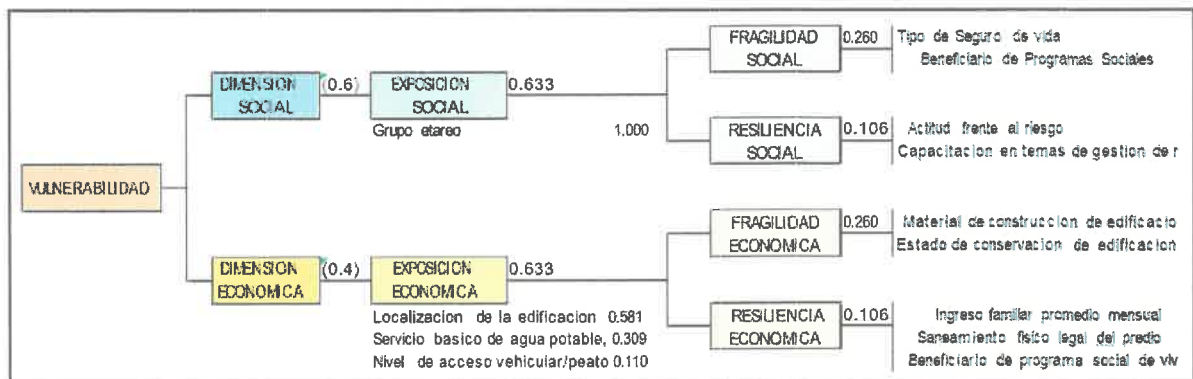 VULNERABILIDAD
DIMENSION
SOCIAL
(0.6)
EXPOSICION
SOCIAL
0.633
Grupo etareo 1.000
FRAGILIDAD
SOCIAL
0.260
Tipo de Seguro de vida
Beneficiario de Programas Sociales
RESILIENCIA
SOCIAL
0.106
Actitud frente al riesgo
Capacitacion en temas de gestion de r
DIMENSION
ECONOMICA
(0.4)
EXPOSICION
ECONOMICA
0.633
Localizacion de la edificacion 0.581
Servicio basico de agua potable, 0.309
Nivel de acceso vehicular/peato 0.110
FRAGILIDAD
ECONOMICA
0.260
Material de construccion de edificacio
Estado de conservacion de edificacion
RESILIENCIA
ECONOMICA
0.106
Ingreso familiar promedio mensual
Saneamiento fisico legal del predio
Beneficiario de programa social de viv